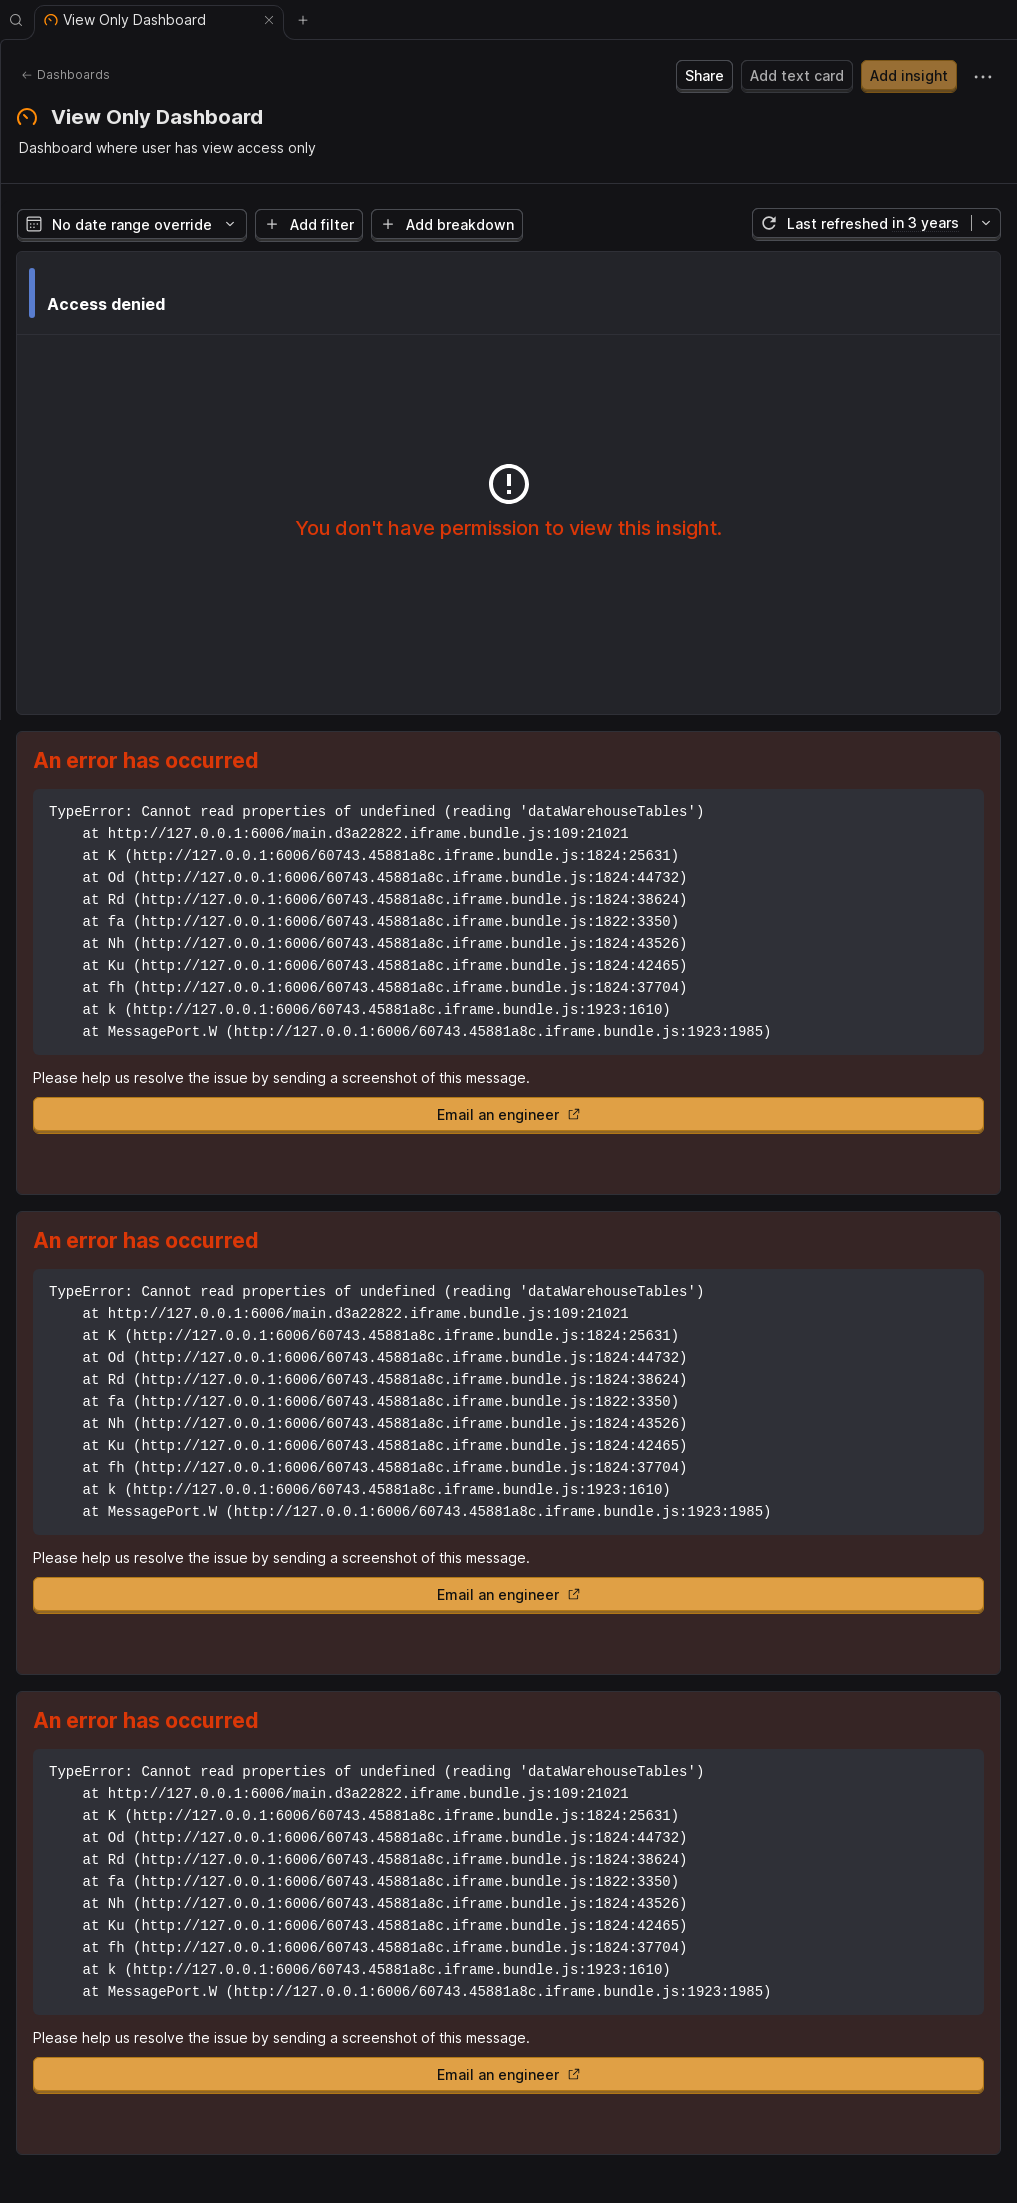 View Only Dashboard
Dashboards
Share
Add text card
Add insight
View Only Dashboard
Dashboard where user has view access only
No date range override
Add filter
Add breakdown
Last refreshed in 3 years
Access denied
You don't have permission to view this insight.
An error has occurred
TypeError: Cannot read properties of undefined (reading 'dataWarehouseTables')
at http://127.0.0.1:6006/main.d3a22822.iframe.bundle.js:109:21021
at K (http://127.0.0.1:6006/60743.45881a8c.iframe.bundle.js:1824:25631)
at Od (http://127.0.0.1:6006/60743.45881a8c.iframe.bundle.js:1824:44732)
at Rd (http://127.0.0.1:6006/60743.45881a8c.iframe.bundle.js:1824:38624)
at fa (http://127.0.0.1:6006/60743.45881a8c.iframe.bundle.js:1822:3350)
at Nh (http://127.0.0.1:6006/60743.45881a8c.iframe.bundle.js:1824:43526)
at Ku (http://127.0.0.1:6006/60743.45881a8c.iframe.bundle.js:1824:42465)
at fh (http://127.0.0.1:6006/60743.45881a8c.iframe.bundle.js:1824:37704)
at k (http://127.0.0.1:6006/60743.45881a8c.iframe.bundle.js:1923:1610)
at MessagePort.W (http://127.0.0.1:6006/60743.45881a8c.iframe.bundle.js:1923:1985)
Please help us resolve the issue by sending a screenshot of this message.
Email an engineer
An error has occurred
TypeError: Cannot read properties of undefined (reading 'dataWarehouseTables')
at http://127.0.0.1:6006/main.d3a22822.iframe.bundle.js:109:21021
at K (http://127.0.0.1:6006/60743.45881a8c.iframe.bundle.js:1824:25631)
at Od (http://127.0.0.1:6006/60743.45881a8c.iframe.bundle.js:1824:44732)
at Rd (http://127.0.0.1:6006/60743.45881a8c.iframe.bundle.js:1824:38624)
at fa (http://127.0.0.1:6006/60743.45881a8c.iframe.bundle.js:1822:3350)
at Nh (http://127.0.0.1:6006/60743.45881a8c.iframe.bundle.js:1824:43526)
at Ku (http://127.0.0.1:6006/60743.45881a8c.iframe.bundle.js:1824:42465)
at fh (http://127.0.0.1:6006/60743.45881a8c.iframe.bundle.js:1824:37704)
at k (http://127.0.0.1:6006/60743.45881a8c.iframe.bundle.js:1923:1610)
at MessagePort.W (http://127.0.0.1:6006/60743.45881a8c.iframe.bundle.js:1923:1985)
Please help us resolve the issue by sending a screenshot of this message.
Email an engineer
An error has occurred
TypeError: Cannot read properties of undefined (reading 'dataWarehouseTables')
at http://127.0.0.1:6006/main.d3a22822.iframe.bundle.js:109:21021
at K (http://127.0.0.1:6006/60743.45881a8c.iframe.bundle.js:1824:25631)
at Od (http://127.0.0.1:6006/60743.45881a8c.iframe.bundle.js:1824:44732)
at Rd (http://127.0.0.1:6006/60743.45881a8c.iframe.bundle.js:1824:38624)
at fa (http://127.0.0.1:6006/60743.45881a8c.iframe.bundle.js:1822:3350)
at Nh (http://127.0.0.1:6006/60743.45881a8c.iframe.bundle.js:1824:43526)
at Ku (http://127.0.0.1:6006/60743.45881a8c.iframe.bundle.js:1824:42465)
at fh (http://127.0.0.1:6006/60743.45881a8c.iframe.bundle.js:1824:37704)
at k (http://127.0.0.1:6006/60743.45881a8c.iframe.bundle.js:1923:1610)
at MessagePort.W (http://127.0.0.1:6006/60743.45881a8c.iframe.bundle.js:1923:1985)
Please help us resolve the issue by sending a screenshot of this message.
Email an engineer